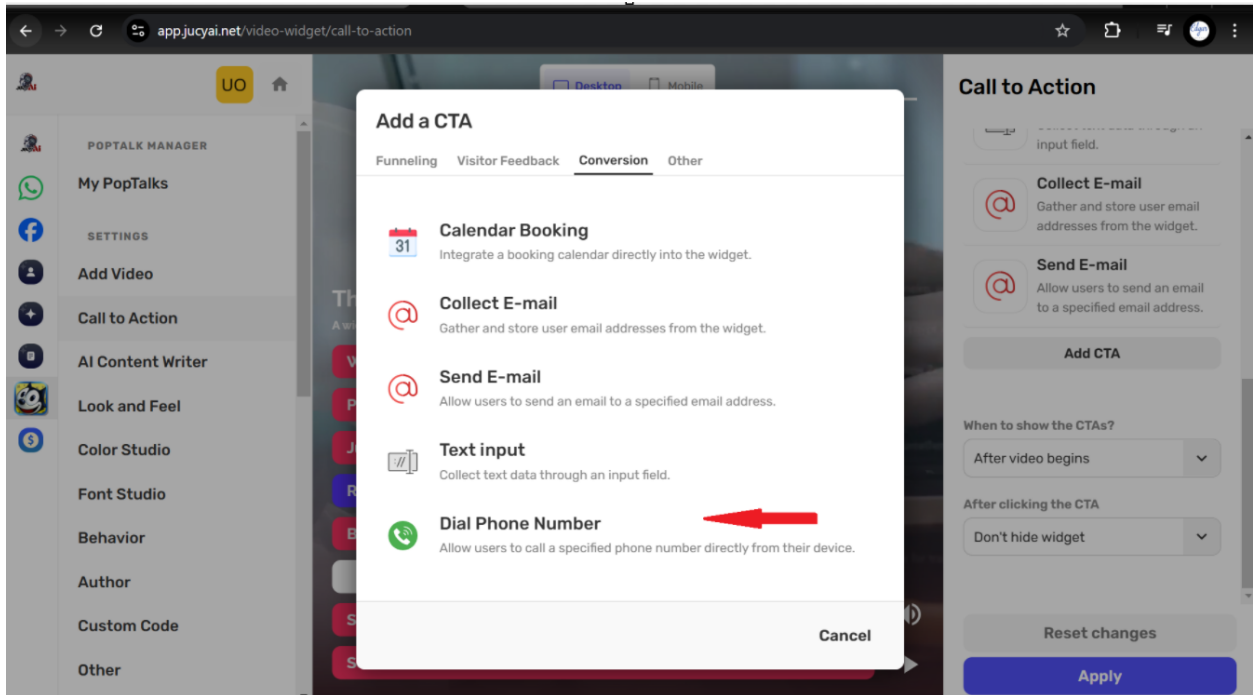 app.jucyai.net/video-widget/call-to-action
UO
Desktop
Mobile
Call to Action
POPTALK MANAGER
My PopTalks
SETTINGS
Add Video
Call to Action
AI Content Writer
Look and Feel
Color Studio
Font Studio
Behavior
Author
Custom Code
Other
Th
A wi
P
J
R
B
S
S
Add a CTA
Funneling
Visitor Feedback
Conversion
Other
31
Calendar Booking
Integrate a booking calendar directly into the widget.
Collect E-mail
Gather and store user email addresses from the widget.
Send E-mail
Allow users to send an email to a specified email address.
Text input
Collect text data through an input field.
Dial Phone Number
Allow users to call a specified phone number directly from their device.
Cancel
input field.
Collect E-mail
Gather and store user email
addresses from the widget.
Send E-mail
Allow users to send an email
to a specified email address.
Add CTA
When to show the CTAs?
After video begins
After clicking the CTA
Don't hide widget
Reset changes
Apply